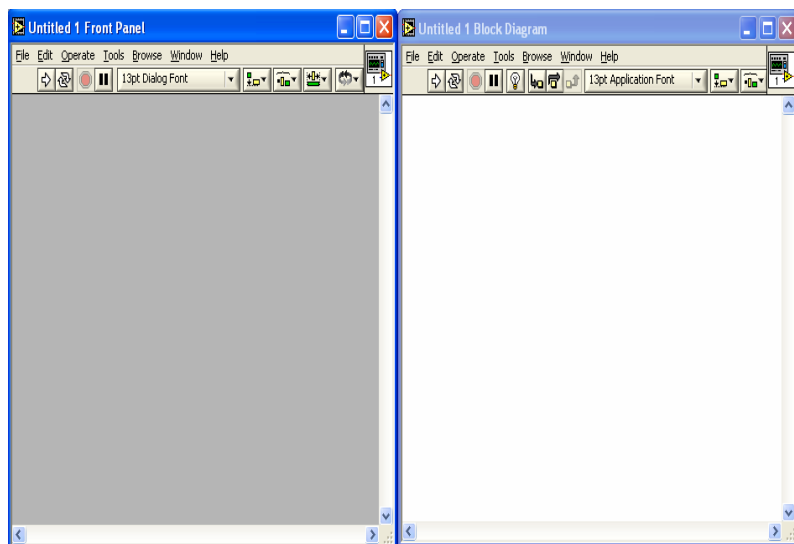 Untitled 1 Front Panel
File Edit Operate Tools Browse Window Help
13pt Dialog Font
1
Untitled 1 Block Diagram
File Edit Operate Tools Browse Window Help
13pt Application Font
1